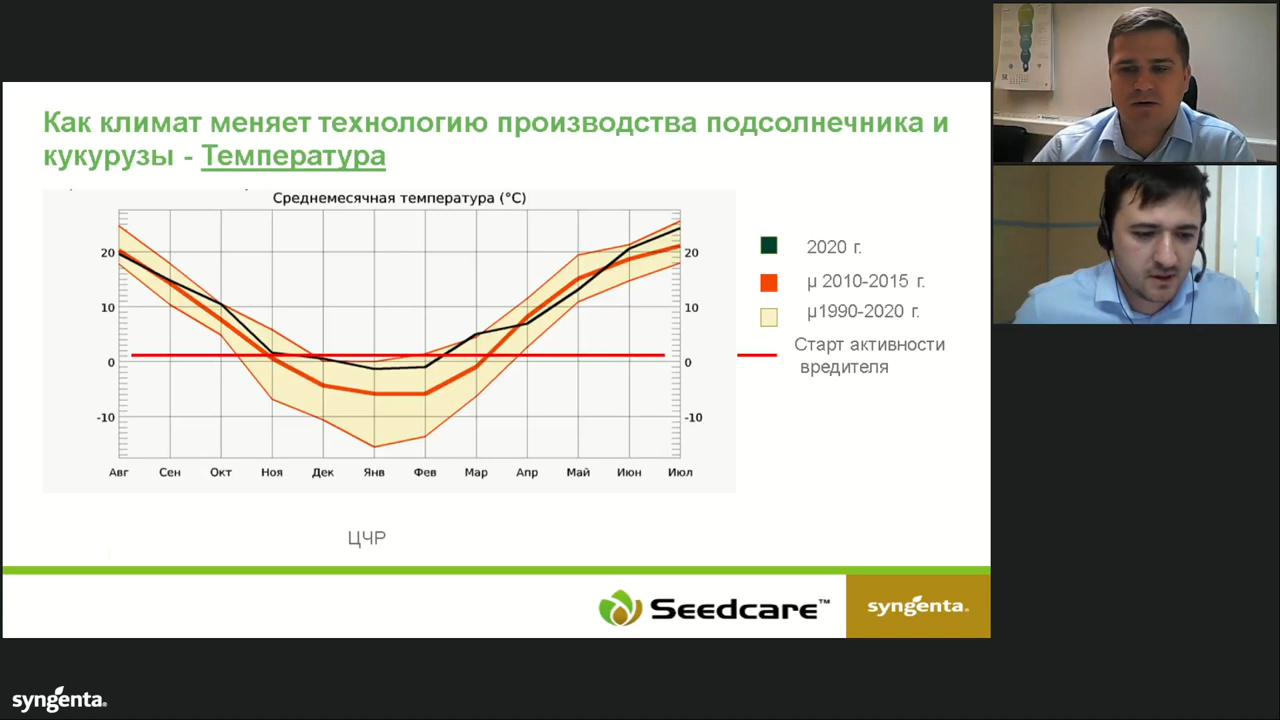 Как климат меняет технологию производства подсолнечника и
кукурузы - Температура
Среднемесячная температура (°C)
20
10
0
-10
20
10
0
-10
Авг Сен Окт Ноя Дек Янв Фев Мар Апр Май Июн Июл
2020 г.
µ 2010-2015 г.
µ1990-2020 г.
Старт активности
вредителя
ЦЧР
Seedcare™
syngenta.
syngenta.